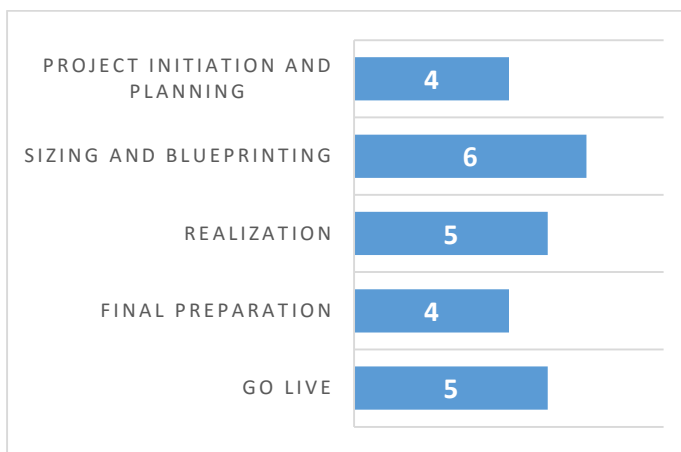 PROJECT INITIATION AND
PLANNING
4
SIZING AND BLUEPRINTING
6
REALIZATION
5
FINAL PREPARATION
4
GO LIVE
5